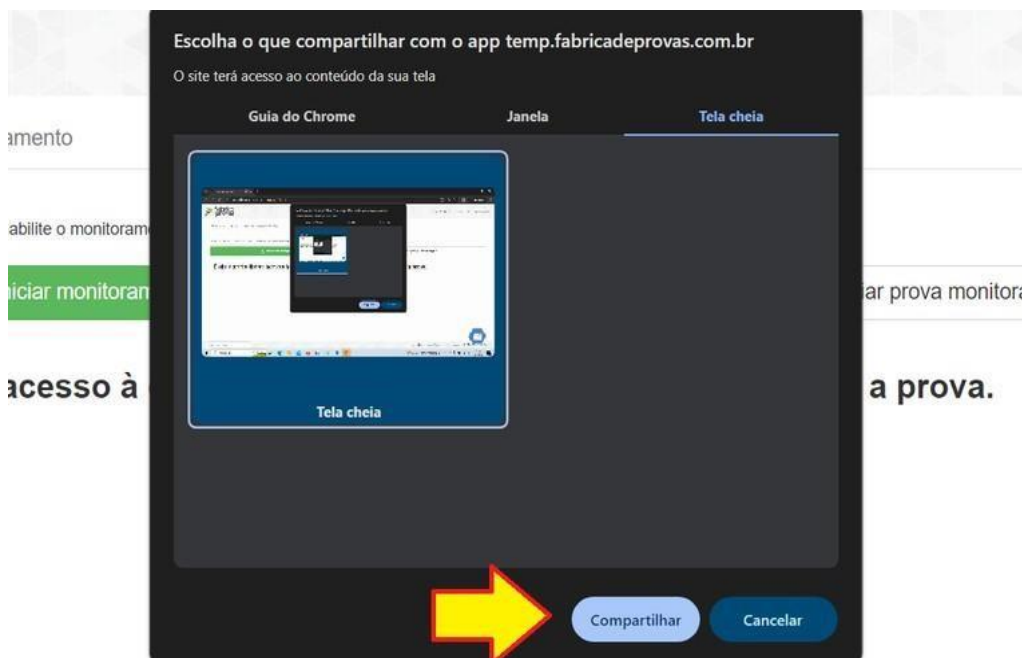 Escolha o que compartilhar com o app temp.fabricadeprovas.com.br
O site terá acesso ao conteúdo da sua tela
Guia do Chrome Janela Tela cheia
amento
abilite o monitoram
niciar monitoram ar prova monitora
acesso à a prova.
Tela cheia
Compartilhar Cancelar